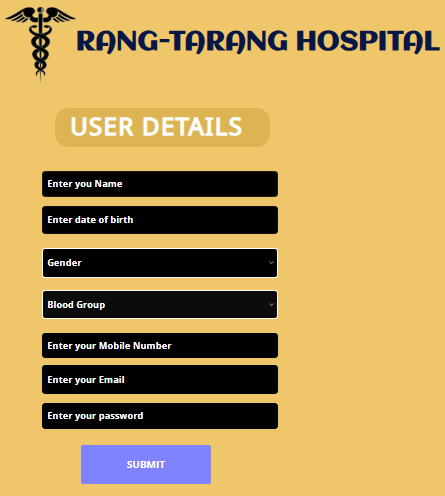 RANG-TARANG HOSPITAL
USER DETAILS
Enter you Name
Enter date of birth
Gender
Blood Group
Enter your Mobile Number
Enter your Email
Enter your password
SUBMIT